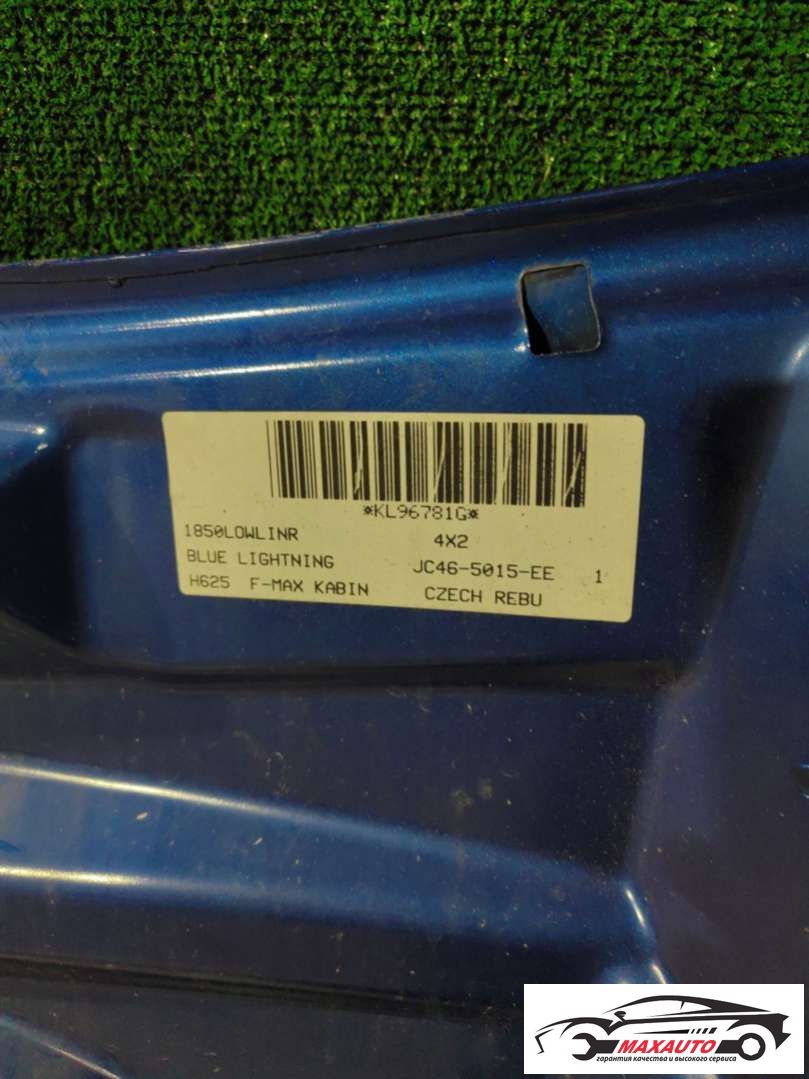 *KL96781G*
1850LOWLINR 4X2
BLUE LIGHTNING JC46-5015-EE 1
H625 F-MAX KABIN CZECH REBU
MAXAUTO
гарантия качества и высокого сервиса